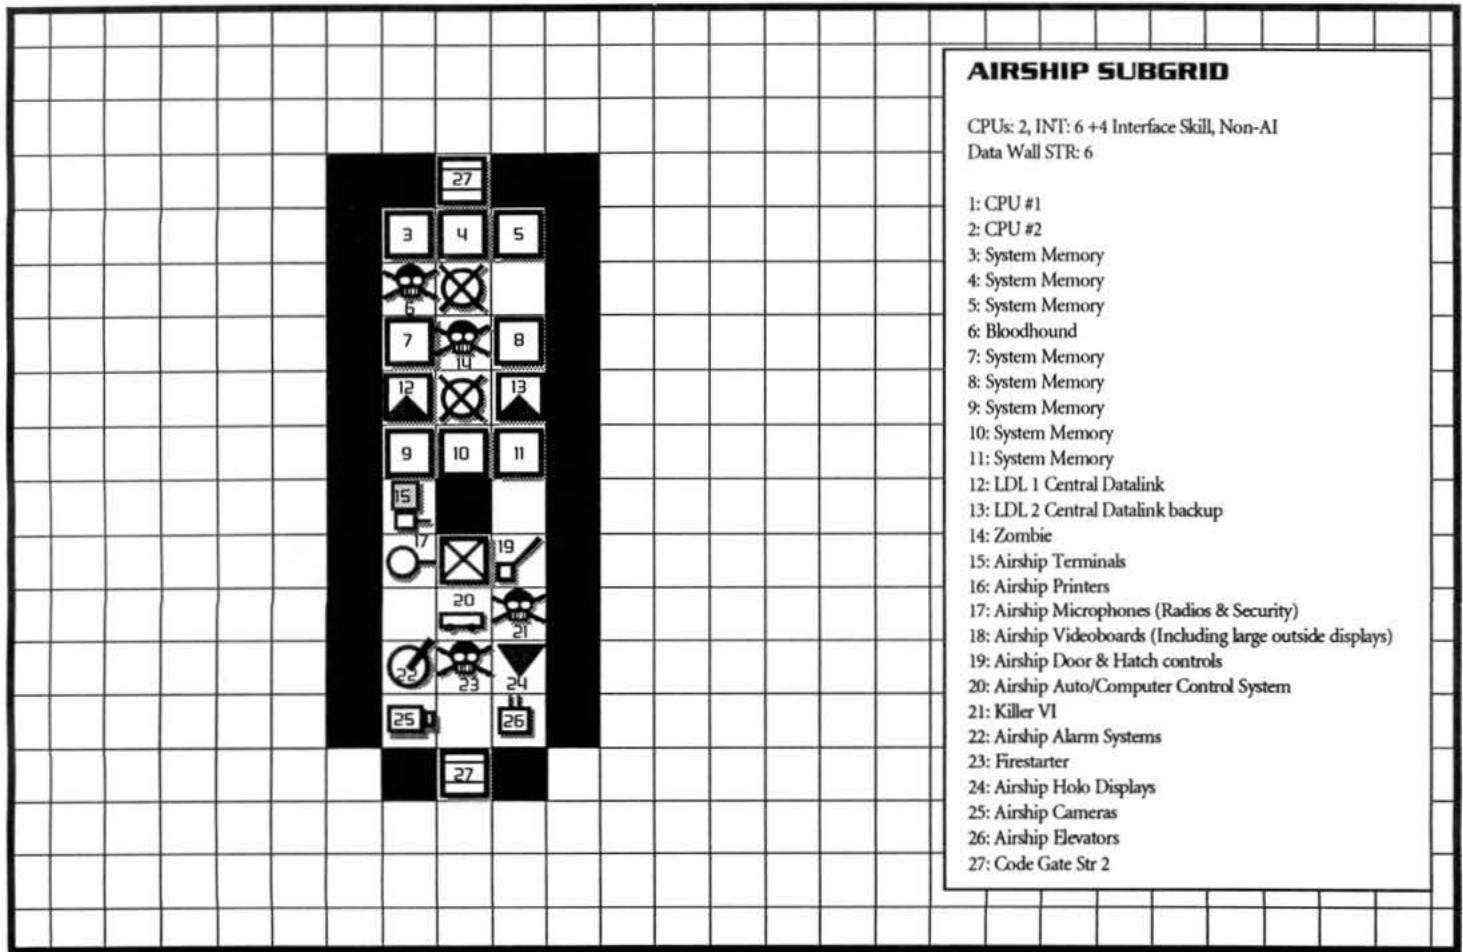 AIRSHIP SUBGRID
CPUs: 2, INT: 6 +4 Interface Skill, Non-AI
Data Wall STR: 6
1: CPU #1
2: CPU #2
3: System Memory
4: System Memory
5: System Memory
6: Bloodhound
7: System Memory
8: System Memory
9: System Memory
10: System Memory
11: System Memory
12: LDL 1 Central Datalink
13: LDL 2 Central Datalink backup
14: Zombie
15: Airship Terminals
16: Airship Printers
17: Airship Microphones (Radios & Security)
18: Airship Videoboards (Including large outside displays)
19: Airship Door & Hatch controls
20: Airship Auto/Computer Control System
21: Killer VI
22: Airship Alarm Systems
23: Firestarter
24: Airship Holo Displays
25: Airship Cameras
26: Airship Elevators
27: Code Gate Str 2
27
3 4 5
6
7 14 8
12 13
9 10 11
15
17 19
20 21
22 23 24
25 26
27